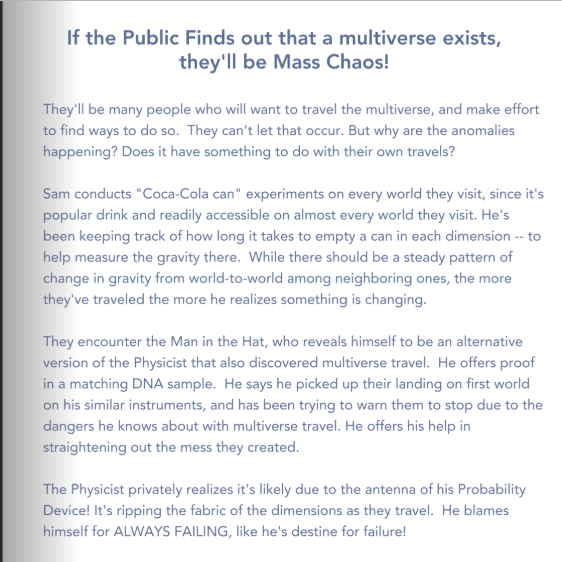 If the Public Finds out that a multiverse exists,
they'll be Mass Chaos!
They'll be many people who will want to travel the multiverse, and make effort
to find ways to do so.  They can't let that occur. But why are the anomalies
happening? Does it have something to do with their own travels?
Sam conducts "Coca-Cola can" experiments on every world they visit, since it's
popular drink and readily accessible on almost every world they visit. He's
been keeping track of how long it takes to empty a can in each dimension -- to
help measure the gravity there.  While there should be a steady pattern of
change in gravity from world-to-world among neighboring ones, the more
they've traveled the more he realizes something is changing.
They encounter the Man in the Hat, who reveals himself to be an alternative
version of the Physicist that also discovered multiverse travel.  He offers proof
in a matching DNA sample.  He says he picked up their landing on first world
on his similar instruments, and has been trying to warn them to stop due to the
dangers he knows about with multiverse travel. He offers his help in
straightening out the mess they created.
The Physicist privately realizes it's likely due to the antenna of his Probability
Device! It's ripping the fabric of the dimensions as they travel.  He blames
himself for ALWAYS FAILING, like he's destine for failure!